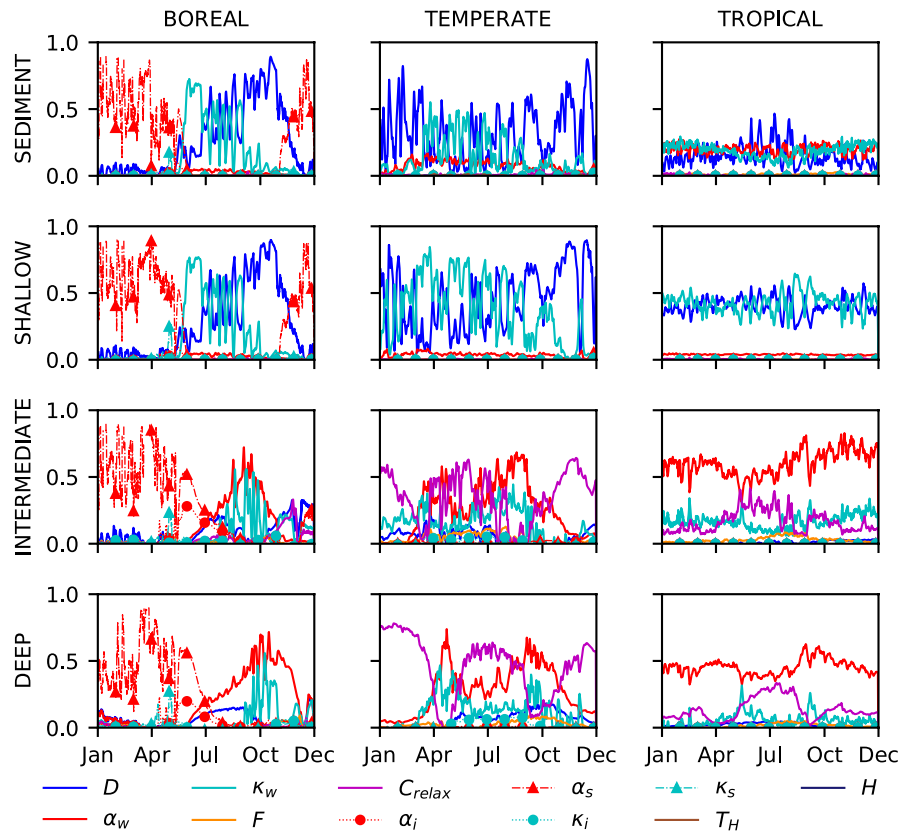 BOREAL TEMPERATE TROPICAL
SEDIMENT
1.0
0.5
0.0
SHALLOW
1.0
0.5
0.0
INTERMEDIATE
1.0
0.5
0.0
DEEP
1.0
0.5
0.0
Jan Apr Jul Oct Dec Jan Apr Jul Oct Dec Jan Apr Jul Oct Dec
D κw Crelax αs κs H
αw F αi κi TH